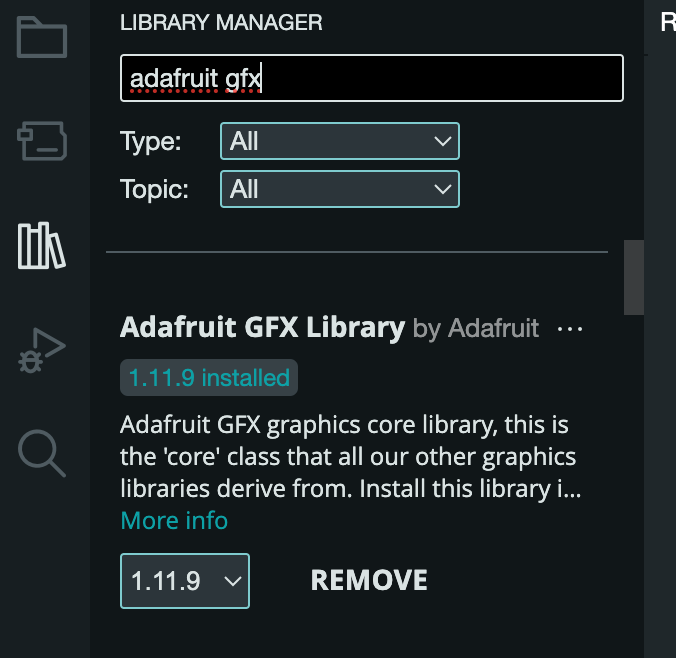 LIBRARY MANAGER
R
adafruit gfx
Type: All
Topic: All
Adafruit GFX Library by Adafruit ...
1.11.9 installed
Adafruit GFX graphics core library, this is
the 'core' class that all our other graphics
libraries derive from. Install this library i...
More info
1.11.9 REMOVE